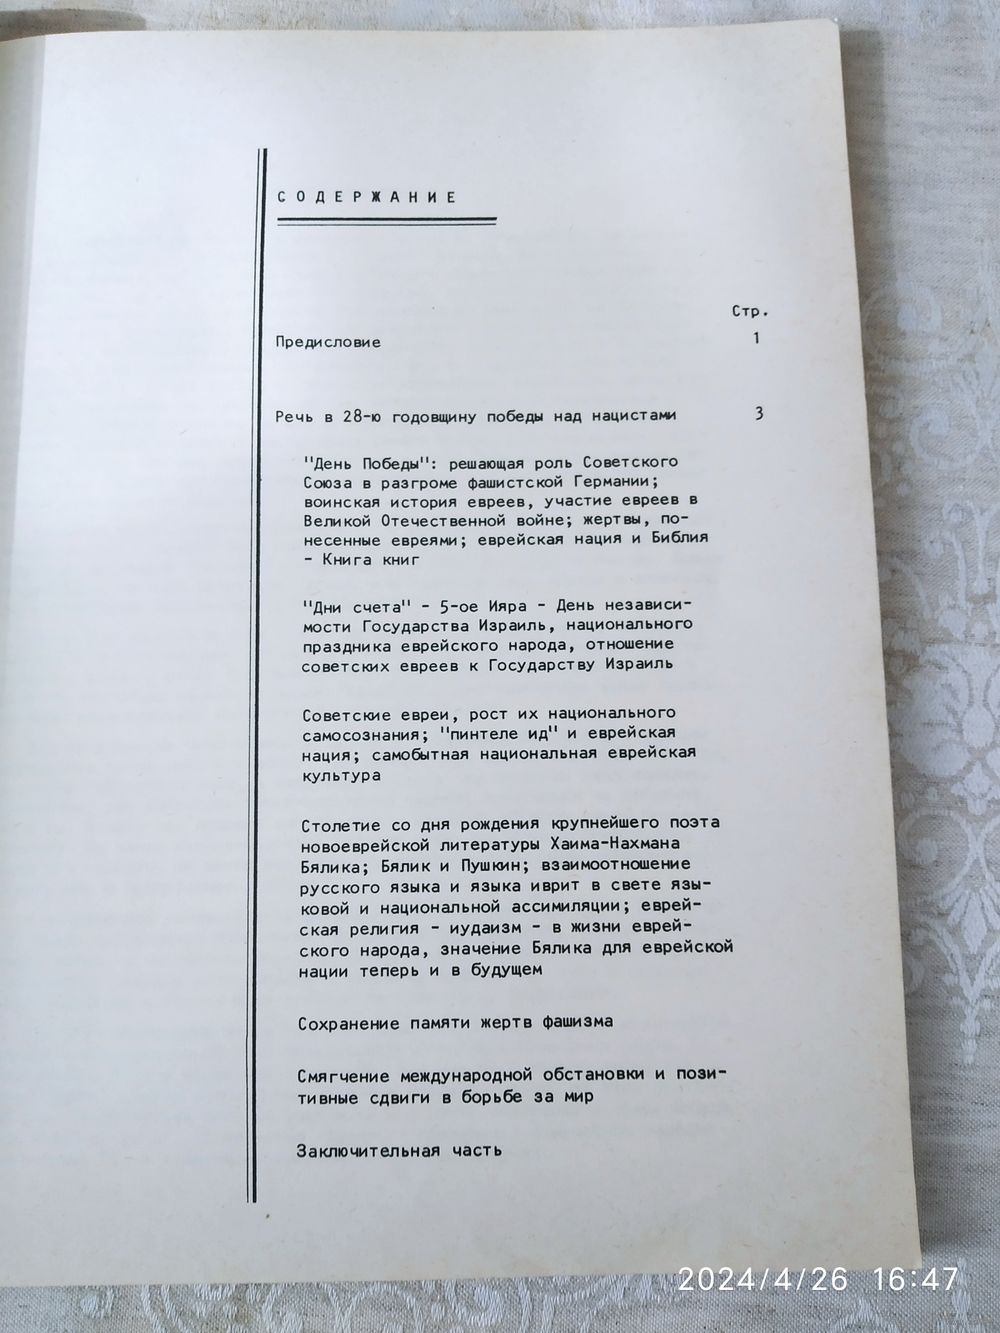 СОДЕРЖАНИЕ
Стр.
Предисловие 1
Речь в 28-ю годовщину победы над нацистами 3
"День Победы": решающая роль Советского
Союза в разгроме фашистской Германии;
воинская история евреев, участие евреев в
Великой Отечественной войне; жертвы, по-
несенные евреями; еврейская нация и Библия
- Книга книг
"Дни счета" - 5-ое Ияра - День независи-
мости Государства Израиль, национального
праздника еврейского народа, отношение
советских евреев к Государству Израиль
Советские евреи, рост их национального
самосознания; "пинтеле ид" и еврейская
нация; самобытная национальная еврейская
культура
Столетие со дня рождения крупнейшего поэта
новоеврейской литературы Хаима-Нахмана
Бялика; Бялик и Пушкин; взаимоотношение
русского языка и языка иврит в свете язы-
ковой и национальной ассимиляции; еврей-
ская религия - иудаизм - в жизни еврей-
ского народа, значение Бялика для еврейской
нации теперь и в будущем
Сохранение памяти жертв фашизма
Смягчение международной обстановки и пози-
тивные сдвиги в борьбе за мир
Заключительная часть
2024/4/26 16:47